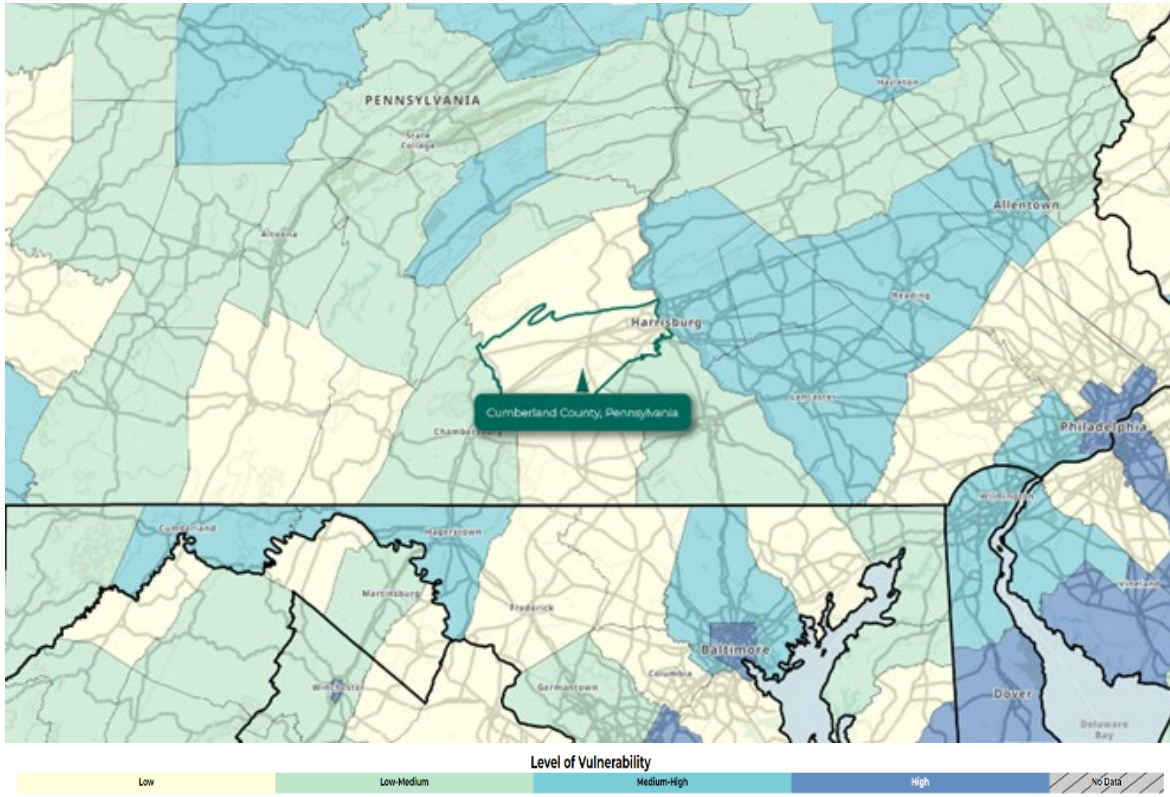 Hazleton
PENNSYLVANIA
State
College
Allentown
Altoona
Reading
Harrisburg
Lancaster
Cumberland County, Pennsylvania
Chambersburg
Philadelphia
Wilmington
Cumberland
Hagerstown
Vineland
Martinsburg
Frederick
Baltimore
Columbia
Winchester
Germantown
Dover
Delaware
Bay
Level of Vulnerability
Low
Low-Medium
Medium-High
High
No Data